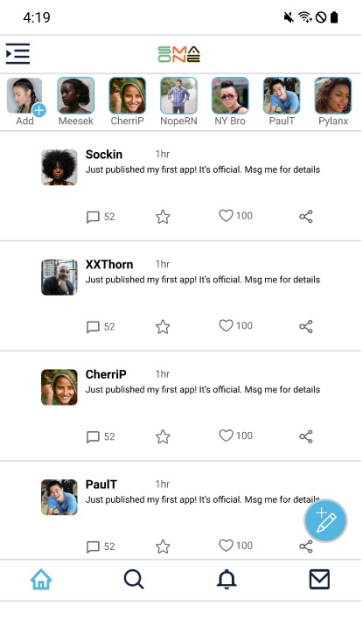 4:19
SMA
ONE
Add Meesek CherriP NopeRN NY Bro PaulT Pylanx
Sockin 1hr
Just published my first app! It's official. Msg me for details
52 100
XXThorn 1hr
Just published my first app! It's official. Msg me for details
52 100
CherriP 1hr
Just published my first app! It's official. Msg me for details
52 100
PaulT 1hr
Just published my first app! It's official. Msg me for details
52 100